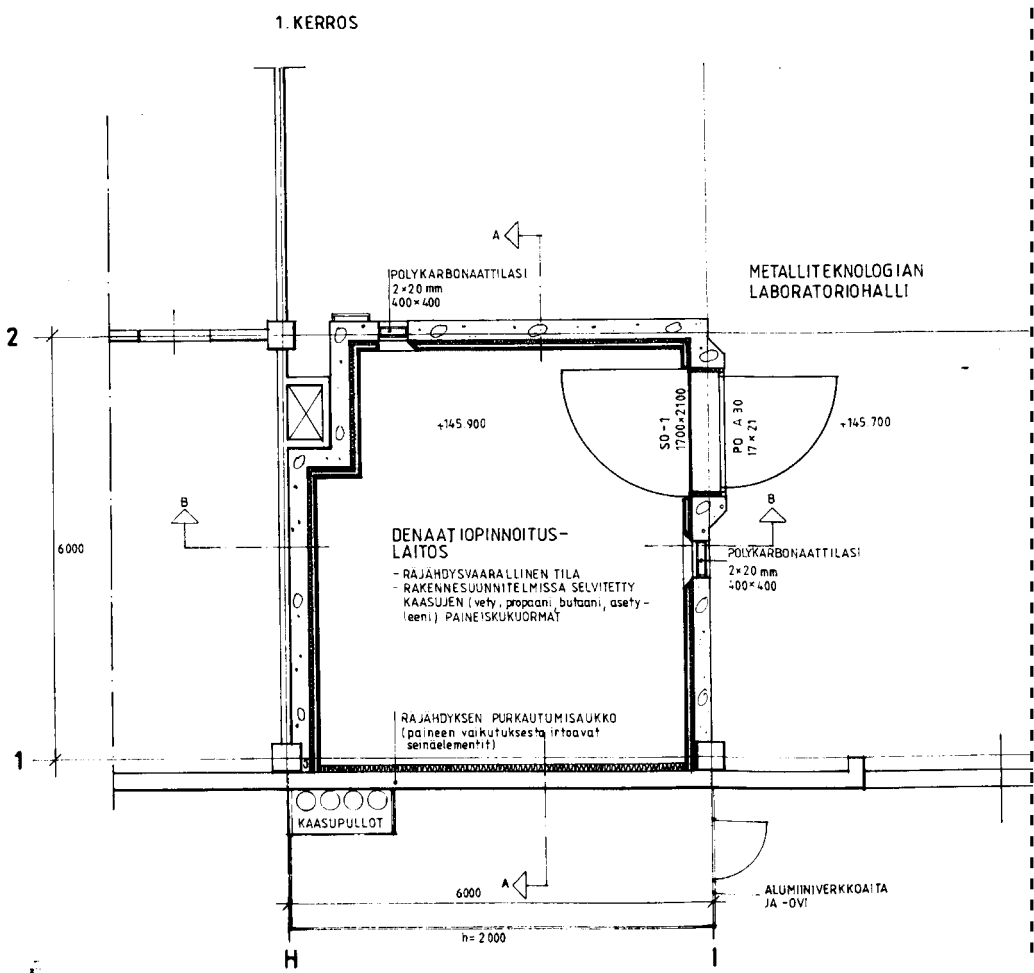 1. KERROS
A
POLYKARBONAATTILASI
2×20 mm
400×400
METALLITEKNOLOGIAN
LABORATORIOHALLI
2
+145.900
SO-1
1700×2100
PO A 30
17×21
+145.700
B
B
6000
DENAATIOPINNOITUS-
LAITOS
- RÄJÄHDYSVAARALLINEN TILA
- RAKENNESUUNNITELMISSA SELVITETTY
KAASUJEN (vety, propaani, butaani, asety-
leeni) PAINEISKUKUORMAT
POLYKARBONAATTILASI
2×20 mm
400×400
RÄJÄHDYKSEN PURKAUTUMISAUKKO
(paineen vaikutuksesta irtoavat
seinäelementit)
1
3
KAASUPULLOT
6000
A
ALUMIINIVERKKOAITA
JA -OVI
h=2000
H
I